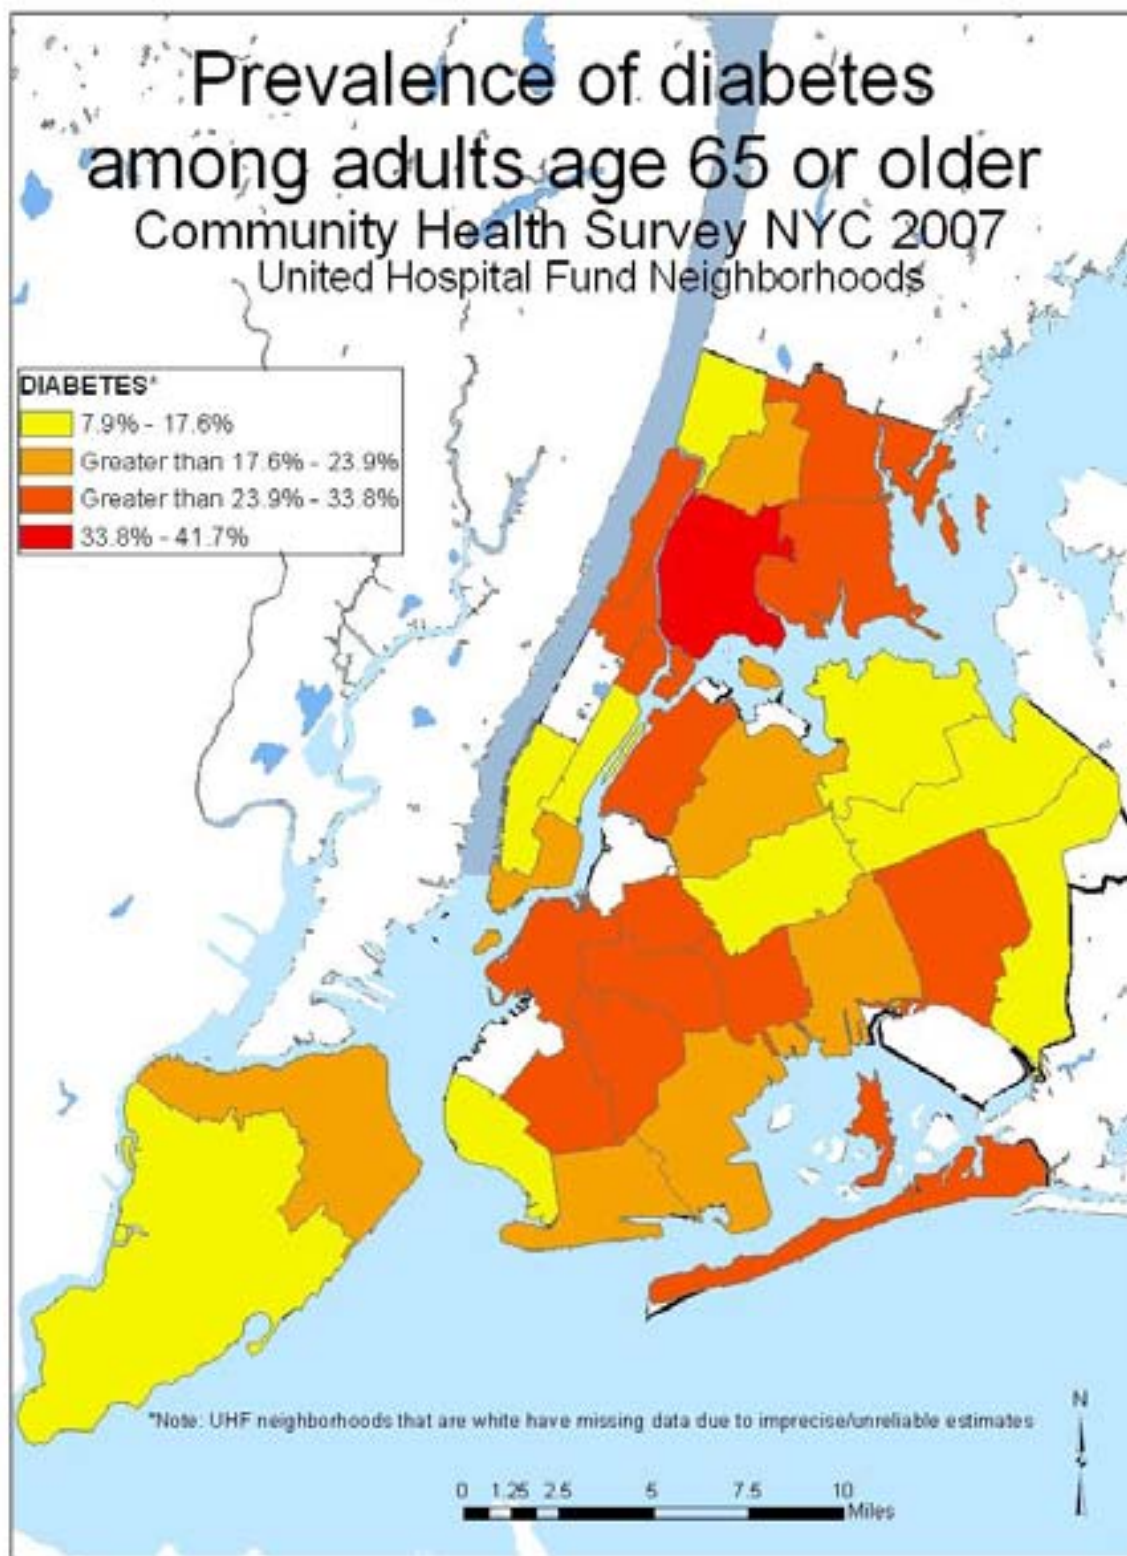 Prevalence of diabetes
among adults age 65 or older
Community Health Survey NYC 2007
United Hospital Fund Neighborhoods
DIABETES*
7.9% - 17.6%
Greater than 17.6% - 23.9%
Greater than 23.9% - 33.8%
33.8% - 41.7%
*Note: UHF neighborhoods that are white have missing data due to imprecise/unreliable estimates
N
0 1.25 2.5 5 7.5 10
Miles